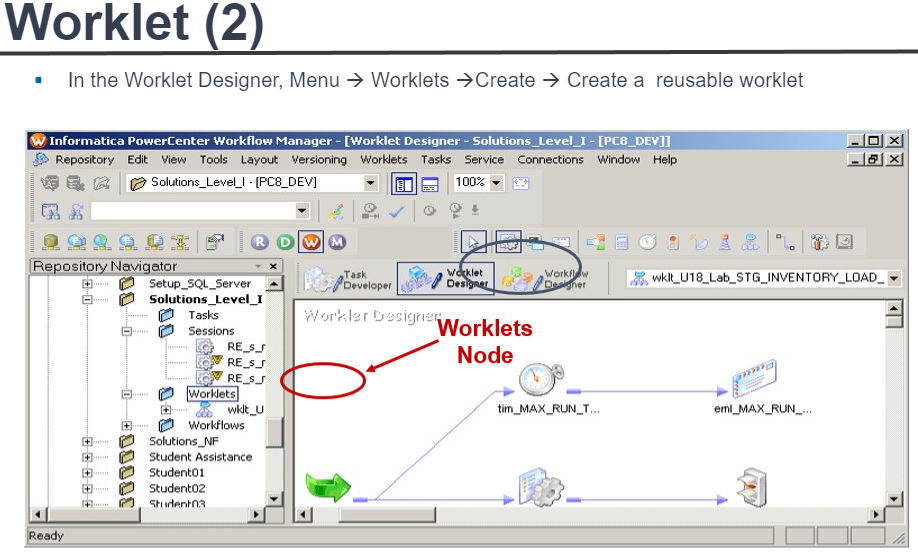 Worklet (2)
In the Worklet Designer, Menu → Worklets →Create → Create a reusable worklet
Informatica PowerCenter Workflow Manager - [Worklet Designer - Solutions_Level_I - [PC8_DEV]]
Repository Edit View Tools Layout Versioning Worklets Tasks Service Connections Window Help
Solutions_Level_I - [PC8_DEV]
100%
R D W M
Repository Navigator
Task Developer
Worklet Designer
Workflow Designer
wklt_U18_Lab_STG_INVENTORY_LOAD_
Setup_SQL_Server
Solutions_Level_I
Tasks
Sessions
RE_s_r
RE_s_r
RE_s_r
Worklets
wklt_U
Workflows
Solutions_NF
Student Assistance
Student01
Student02
Student03
Worklet Designer
Worklets
Node
tim_MAX_RUN_T...
eml_MAX_RUN_...
Ready